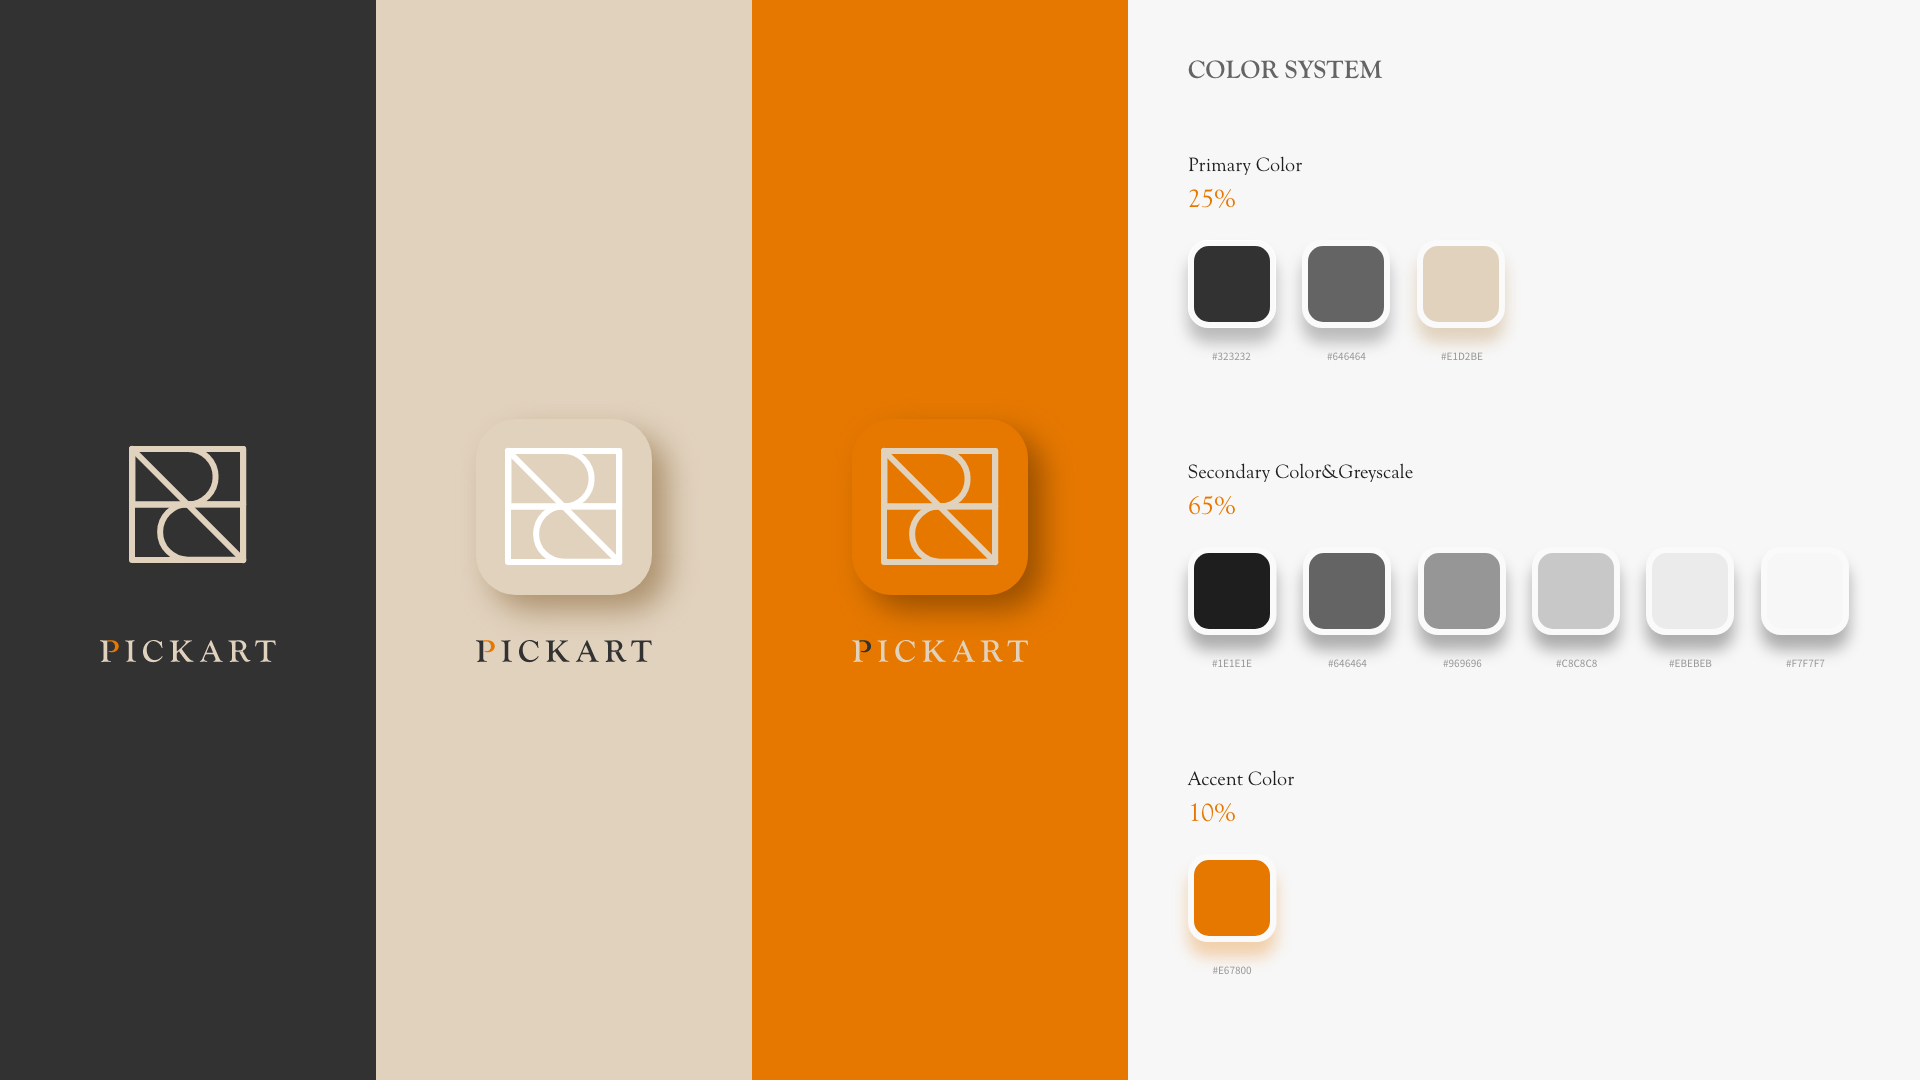 PICKART
PICKART
PICKART
COLOR SYSTEM
Primary Color
25%
#323232
#646464
#E1D2BE
Secondary Color&Greyscale
65%
#1E1E1E
#646464
#969696
#C8C8C8
#EBEBEB
#F7F7F7
Accent Color
10%
#E67800